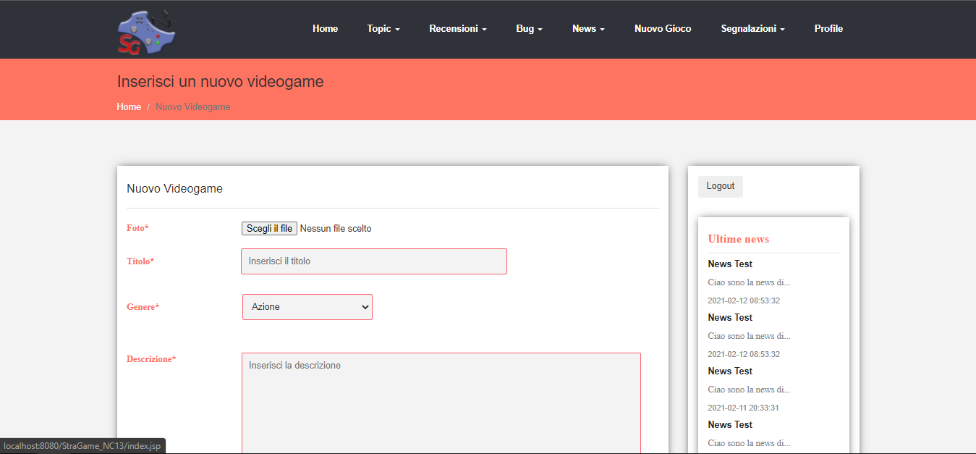 SG
Home Topic Recensioni Bug News Nuovo Gioco Segnalazioni Profile
Inserisci un nuovo videogame
Home / Nuovo Videogame
Nuovo Videogame
Foto*
Scegli il file Nessun file scelto
Titolo*
Inserisci il titolo
Genere*
Azione
Descrizione*
Inserisci la descrizione
Logout
Ultime news
News Test
Ciao sono la news di...
2021-02-12 08:53:32
News Test
Ciao sono la news di...
2021-02-12 08:53:32
News Test
Ciao sono la news di...
2021-02-11 20:33:31
News Test
Ciao sono la news di...
localhost:8080/StraGame_NC13/index.jsp